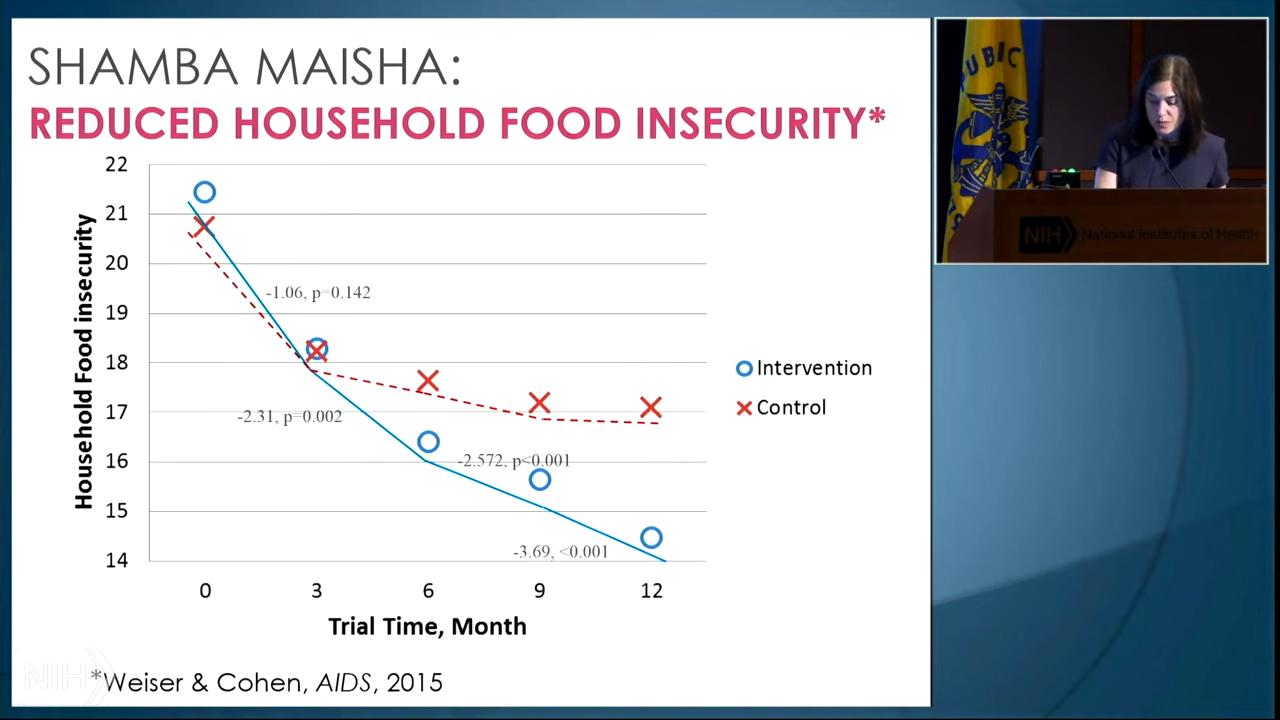 SHAMBA MAISHA:
REDUCED HOUSEHOLD FOOD INSECURITY*
22
21
20
19
18
17
16
15
14
Household Food insecurity
-1.06, p=0.142
-2.31, p=0.002
-2.572, p<0.001
-3.69, <0.001
0 3 6 9 12
Trial Time, Month
Intervention
Control
*Weiser & Cohen, AIDS, 2015
NIH
PUBLIC
NIH National Institutes of Health